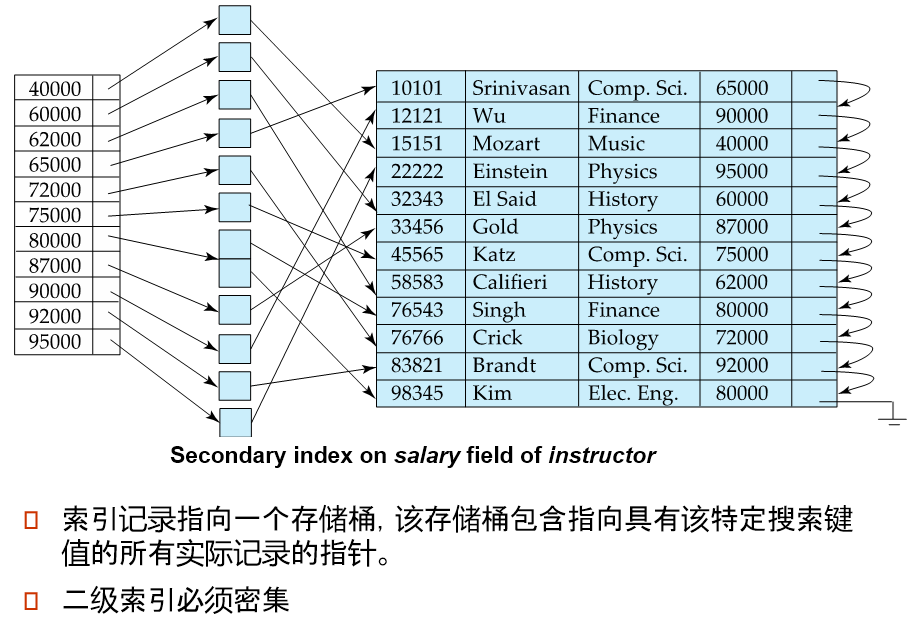 40000
60000
62000
65000
72000
75000
80000
87000
90000
92000
95000
10101 Srinivasan Comp. Sci. 65000
12121 Wu Finance 90000
15151 Mozart Music 40000
22222 Einstein Physics 95000
32343 El Said History 60000
33456 Gold Physics 87000
45565 Katz Comp. Sci. 75000
58583 Califieri History 62000
76543 Singh Finance 80000
76766 Crick Biology 72000
83821 Brandt Comp. Sci. 92000
98345 Kim Elec. Eng. 80000
Secondary index on salary field of instructor
索引记录指向一个存储桶, 该存储桶包含指向具有该特定搜索键
值的所有实际记录的指针。
二级索引必须密集